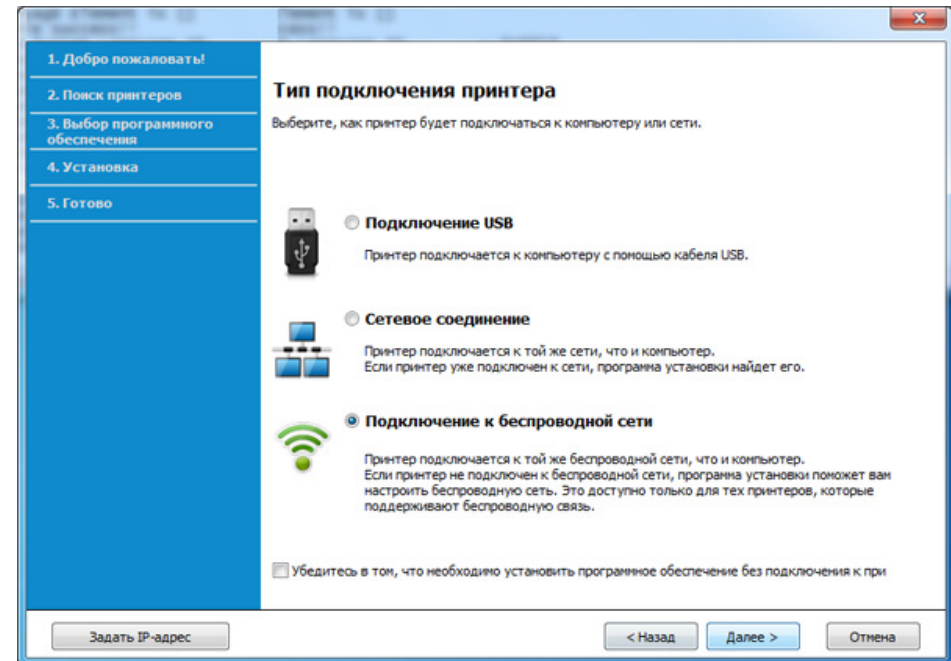 1. Добро пожаловать!
2. Поиск принтеров
3. Выбор программного
обеспечения
4. Установка
5. Готово
Тип подключения принтера
Выберите, как принтер будет подключаться к компьютеру или сети.
Подключение USB
Принтер подключается к компьютеру с помощью кабеля USB.
Сетевое соединение
Принтер подключается к той же сети, что и компьютер.
Если принтер уже подключен к сети, программа установки найдет его.
Подключение к беспроводной сети
Принтер подключается к той же беспроводной сети, что и компьютер.
Если принтер не подключен к беспроводной сети, программа установки поможет вам
настроить беспроводную сеть. Это доступно только для тех принтеров, которые
поддерживают беспроводную связь.
Убедитесь в том, что необходимо установить программное обеспечение без подключения к при
Задать IP-адрес
< Назад
Далее >
Отмена